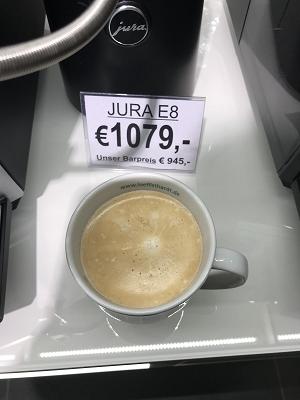 jura
JURA E8
€1079,-
Unser Barpreis € 945,-